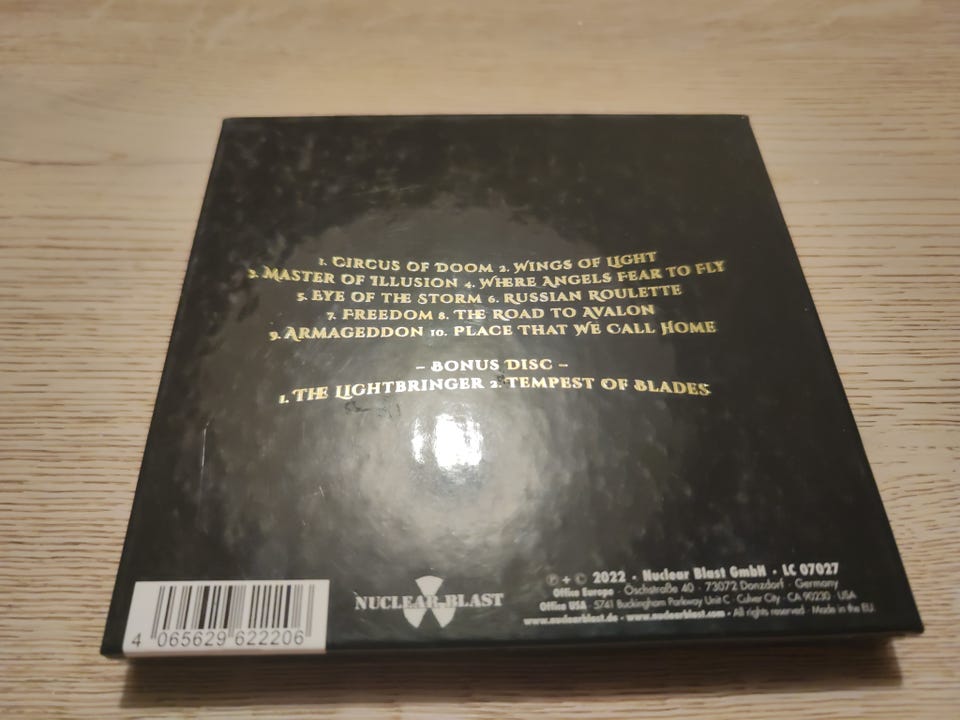 1. Circus of Doom 2. Wings of Light
3. Master of Illusion 4. Where Angels Fear to Fly
5. Eye of the Storm 6. Russian Roulette
7. Freedom 8. The Road to Avalon
9. Armageddon 10. Place That We Call Home
– Bonus Disc –
1. The Lightbringer 2. Tempest of Blades
4 065629 622206
NUCLEAR BLAST
℗ + © 2022 · Nuclear Blast GmbH · LC 07027
Office Europe · Oschstraße 40 · 73072 Donzdorf · Germany
Office USA · 5741 Buckingham Parkway Unit C · Culver City · CA 90230 · USA
www.nuclearblast.de · www.nuclearblast.com · All rights reserved · Made in the EU